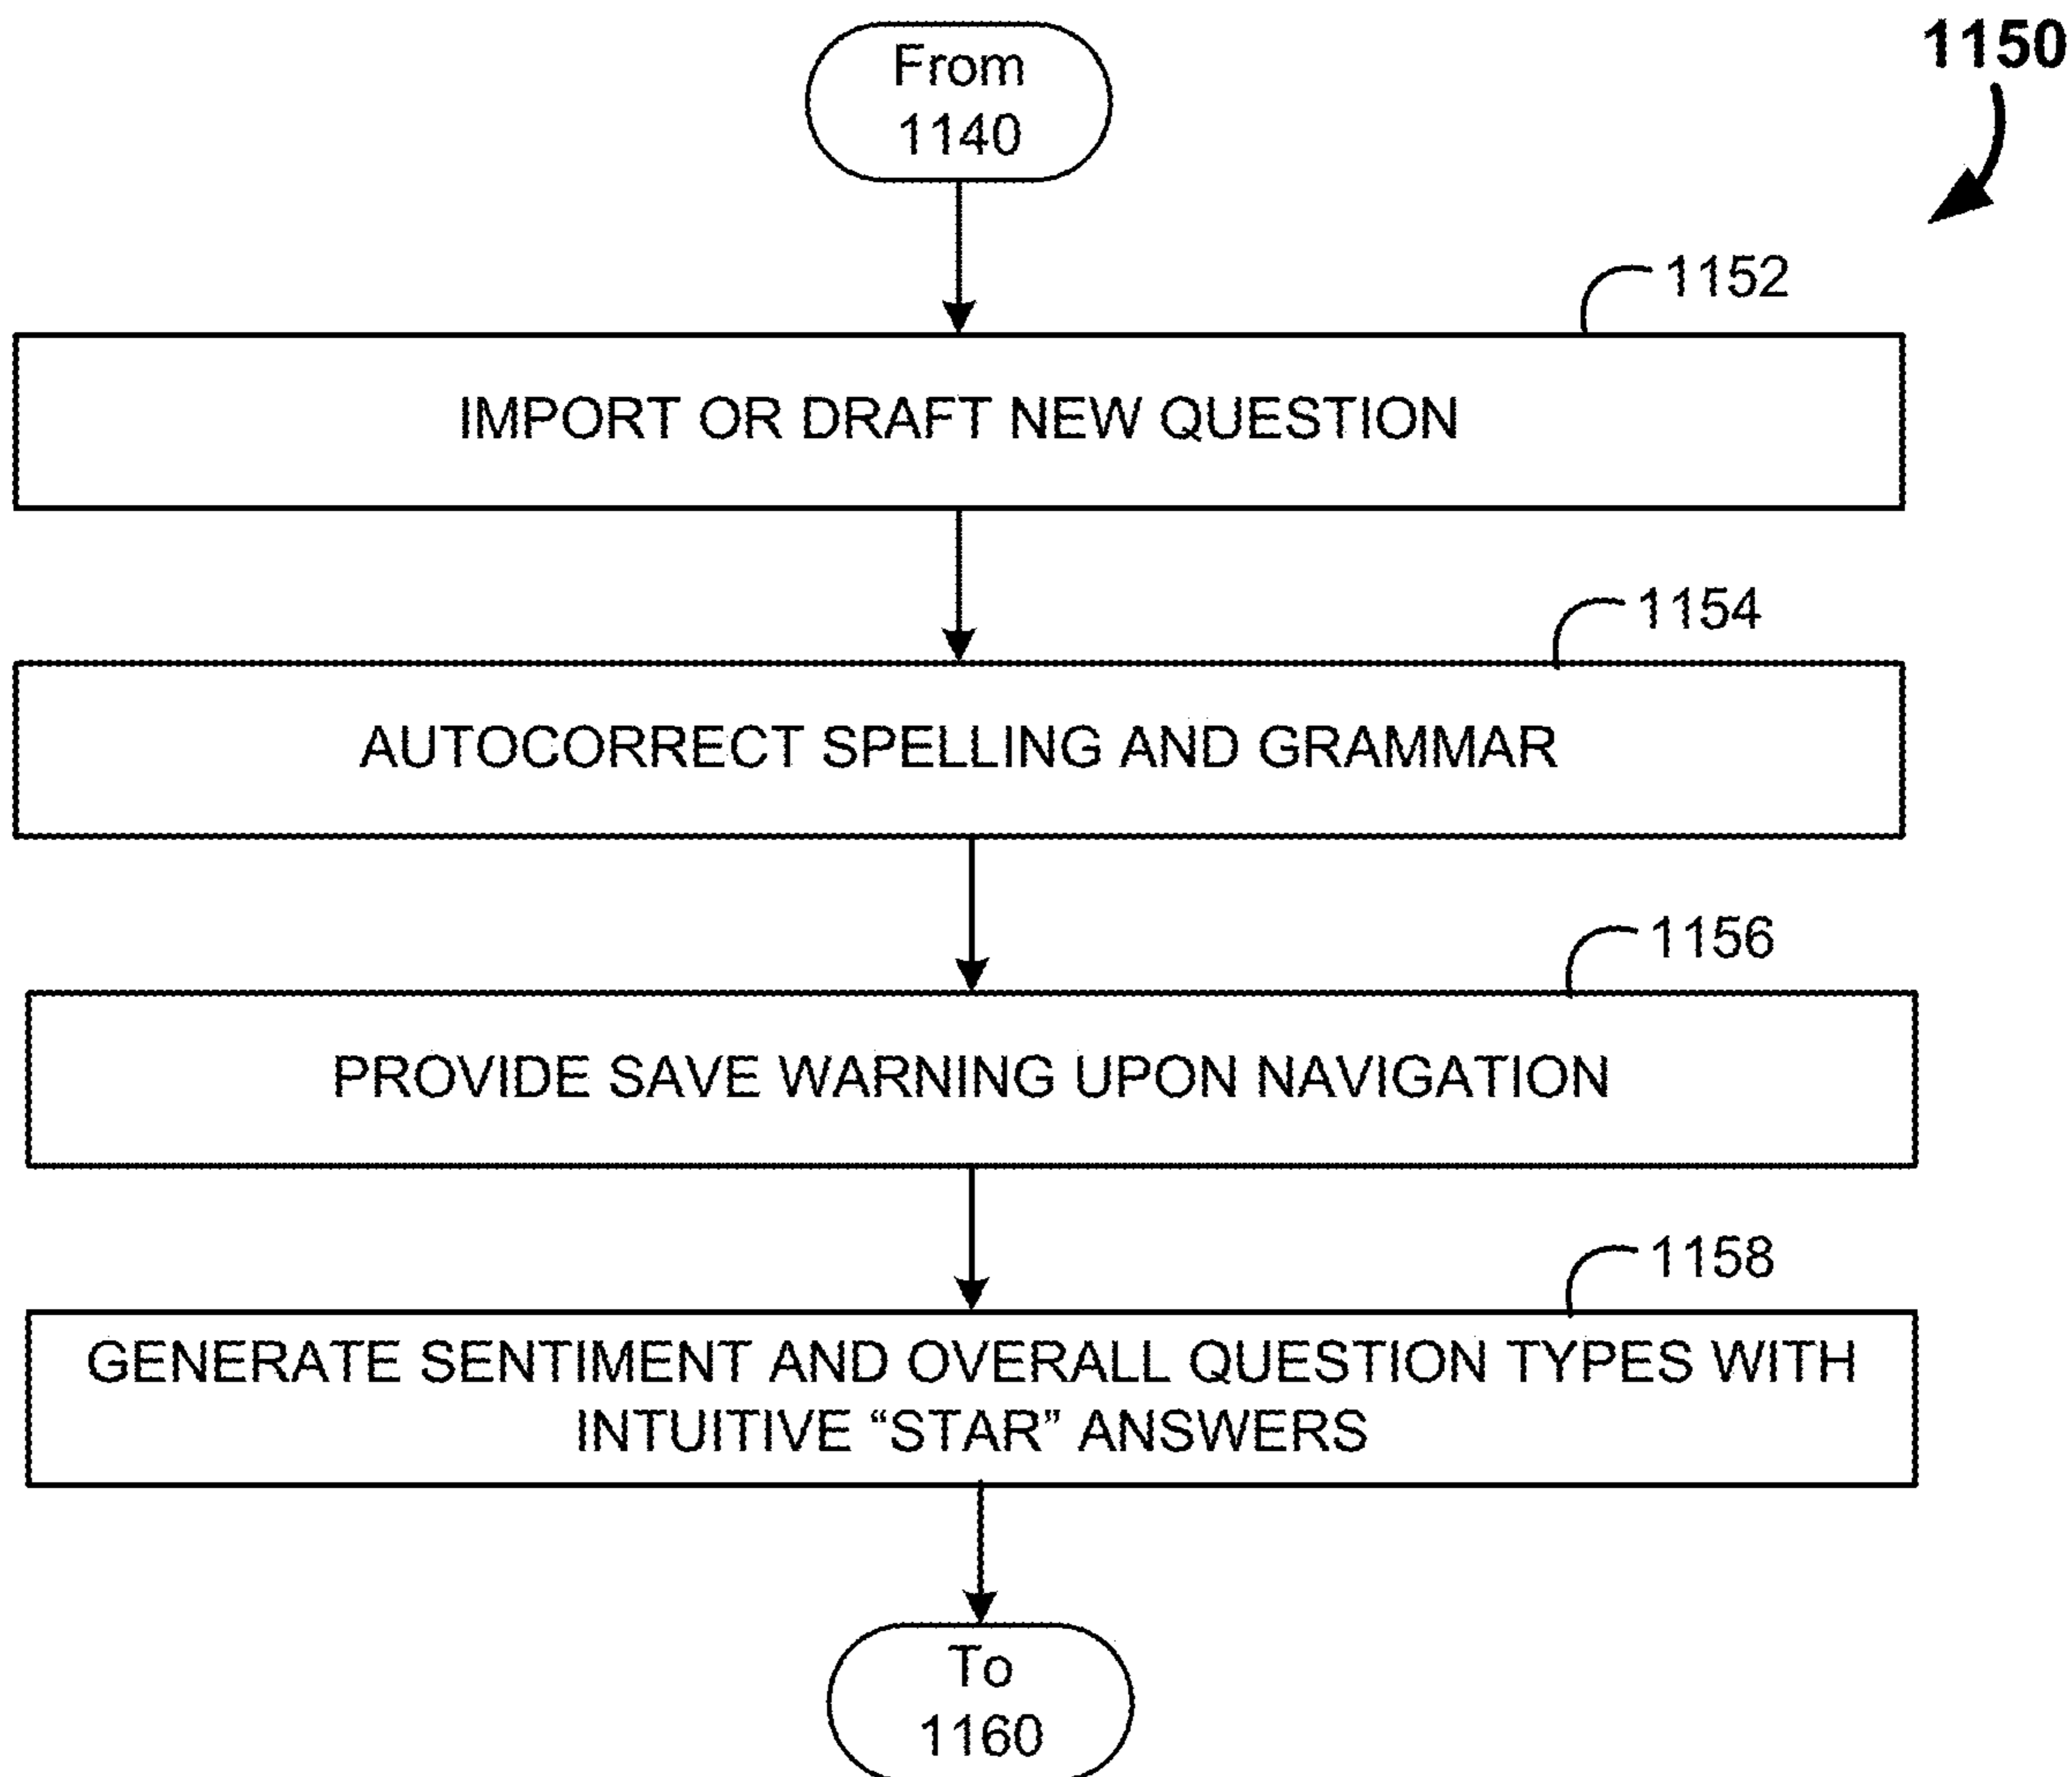 From
1140
1150
1152
IMPORT OR DRAFT NEW QUESTION
1154
AUTOCORRECT SPELLING AND GRAMMAR
1156
PROVIDE SAVE WARNING UPON NAVIGATION
1158
GENERATE SENTIMENT AND OVERALL QUESTION TYPES WITH
INTUITIVE “STAR” ANSWERS
To
1160